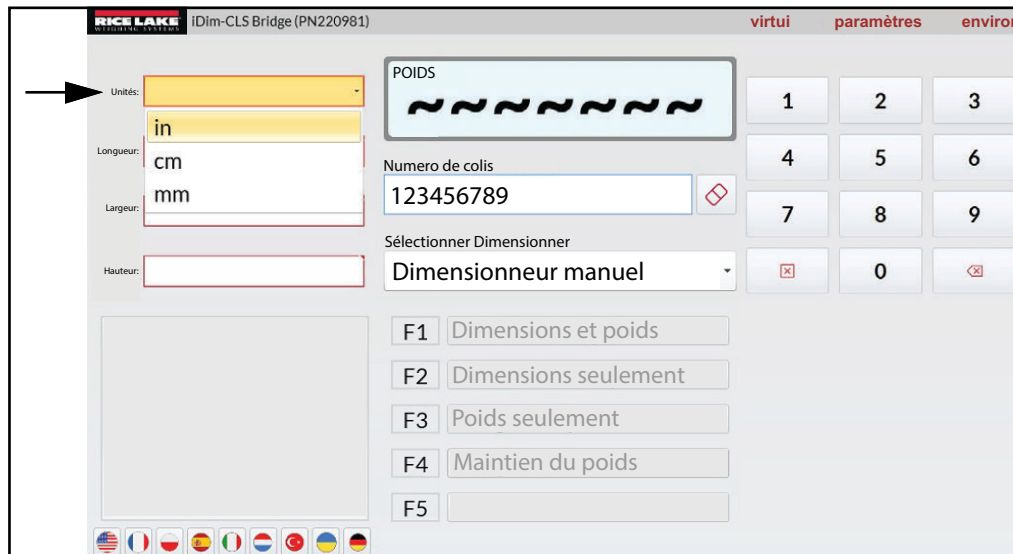 RICE LAKE
WEIGHING SYSTEMS
iDim-CLS Bridge (PN220981)
virtui
paramètres
enviro
Unités:
in
cm
mm
Longueur:
Largeur:
Hauteur:
POIDS
~~~~~~~
Numero de colis
123456789
Sélectionner Dimensionner
Dimensionneur manuel
1 2 3
4 5 6
7 8 9
0
F1 Dimensions et poids
F2 Dimensions seulement
F3 Poids seulement
F4 Maintien du poids
F5